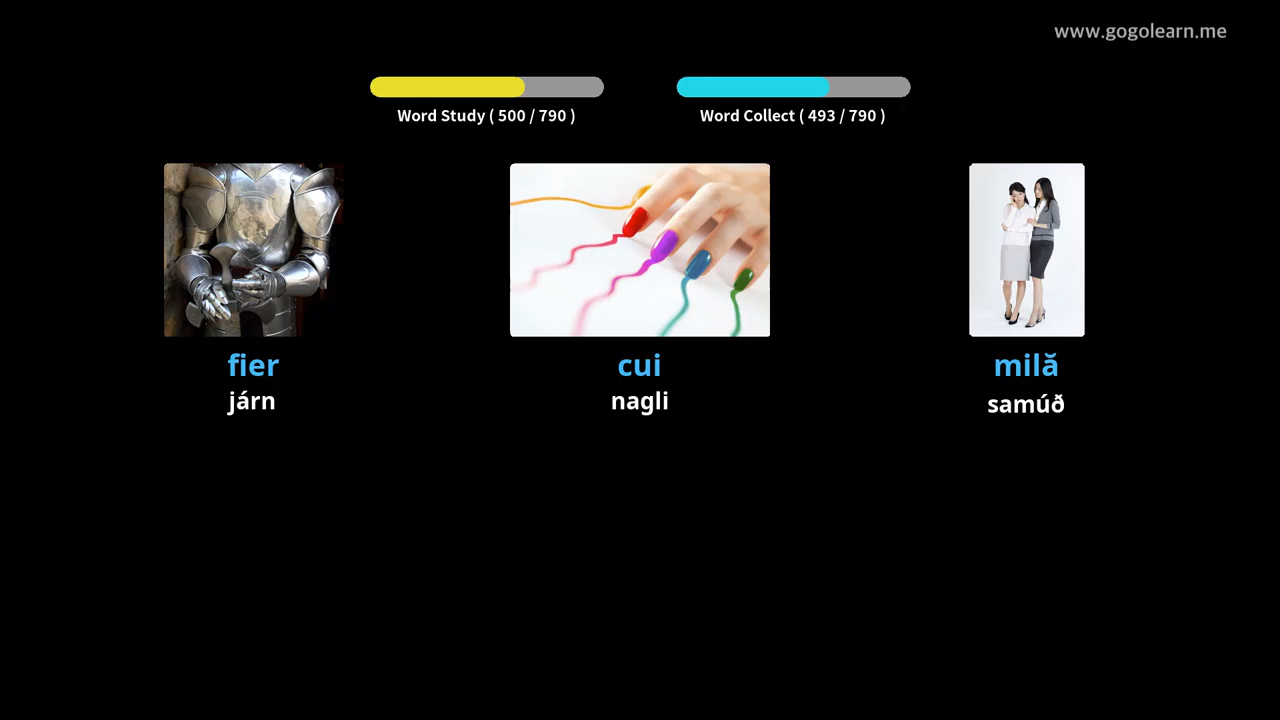 www.gogolearn.me
Word Study ( 500 / 790 )
Word Collect ( 493 / 790 )
fier
járn
cui
nagli
milă
samúð